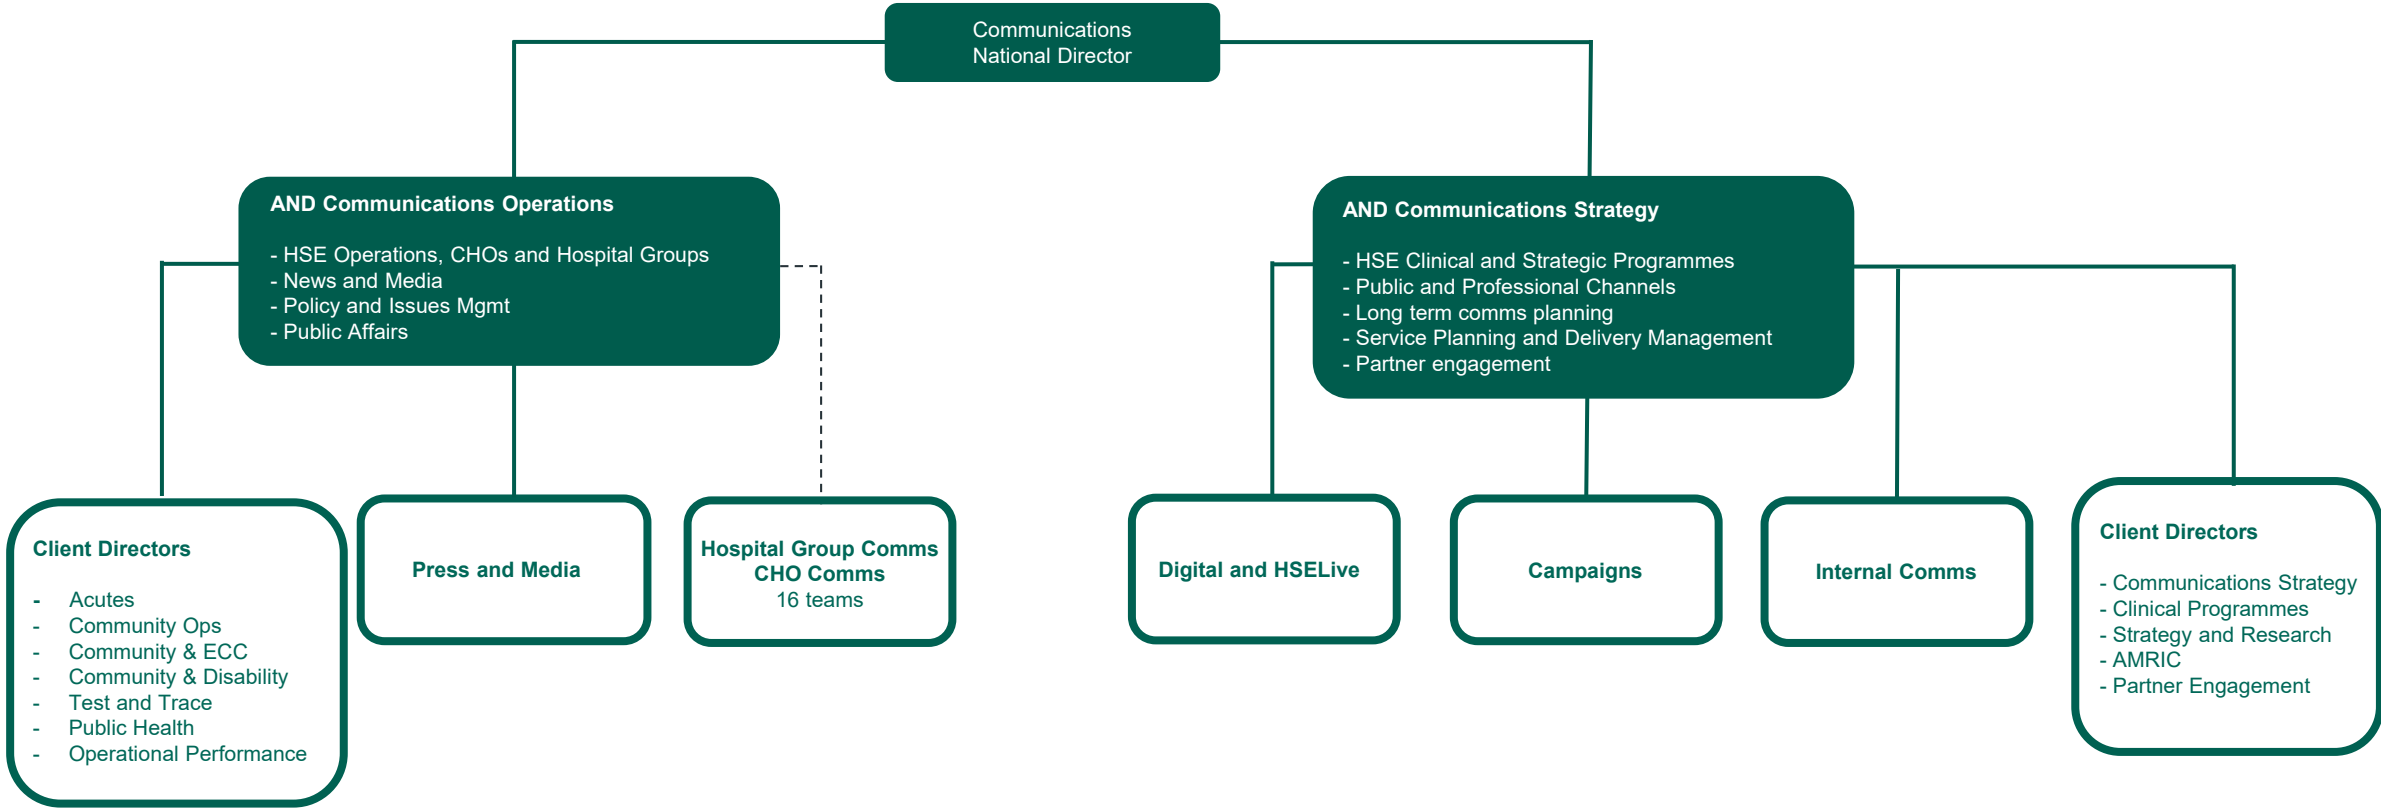 Communications
National Director
AND Communications Operations
- HSE Operations, CHOs and Hospital Groups
- News and Media
- Policy and Issues Mgmt
- Public Affairs
AND Communications Strategy
- HSE Clinical and Strategic Programmes
- Public and Professional Channels
- Long term comms planning
- Service Planning and Delivery Management
- Partner engagement
Client Directors
- Acutes
- Community Ops
- Community & ECC
- Community & Disability
- Test and Trace
- Public Health
- Operational Performance
Press and Media
Hospital Group Comms
CHO Comms
16 teams
Digital and HSELive
Campaigns
Internal Comms
Client Directors
- Communications Strategy
- Clinical Programmes
- Strategy and Research
- AMRIC
- Partner Engagement